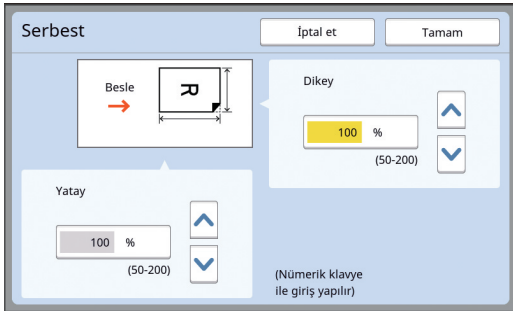 Serbest
İptal et
Tamam
Besle
R
Dikey
100 %
(50-200)
Yatay
100 %
(50-200)
(Nümerik klavye
ile giriş yapılır)